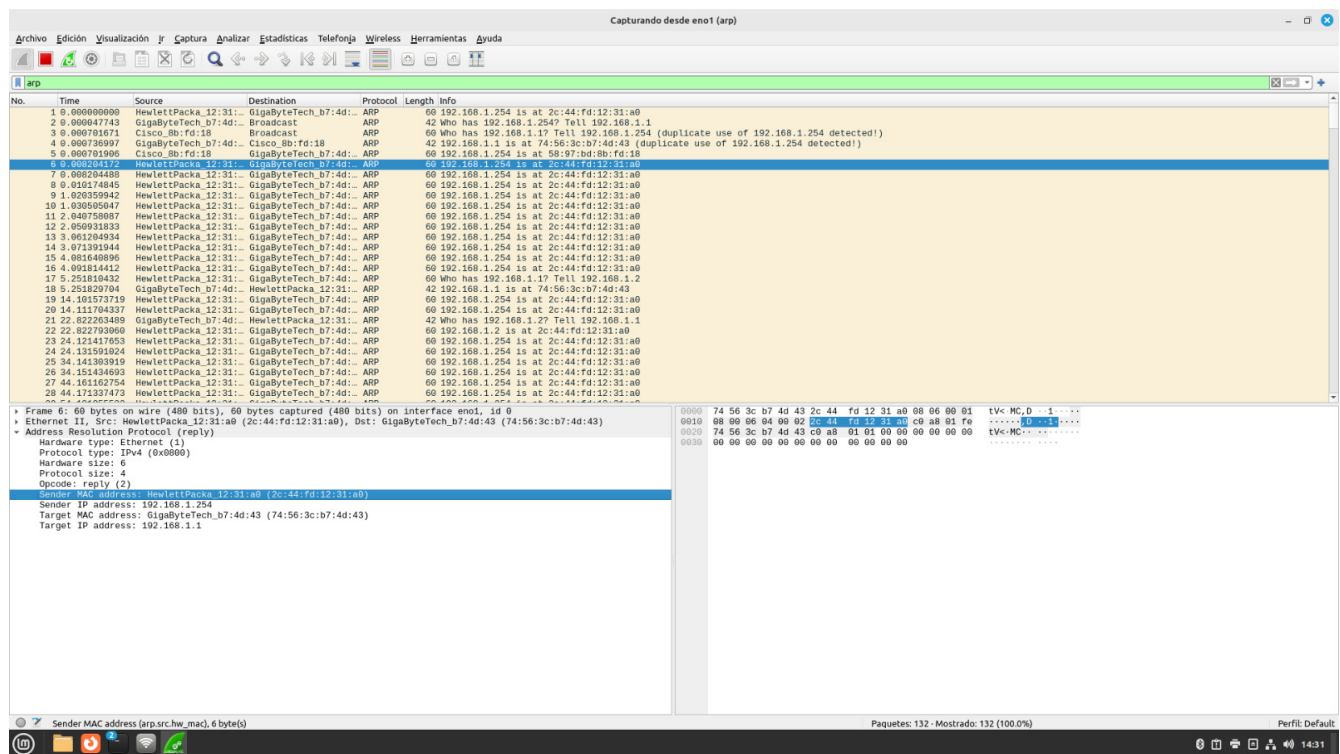 Capturando desde eno1 (arp)
Archivo Edición Visualización Ir Captura Analizar Estadísticas Telefonía Wireless Herramientas Ayuda
arp
No. Time Source Destination Protocol Length Info
1 0.000000000 HewlettPacka_12:31:… GigaByteTech_b7:4d:… ARP 60 192.168.1.254 is at 2c:44:fd:12:31:a0
2 0.000047743 GigaByteTech_b7:4d:… Broadcast ARP 42 Who has 192.168.1.254? Tell 192.168.1.1
3 0.000701671 Cisco_8b:fd:18 Broadcast ARP 60 Who has 192.168.1.1? Tell 192.168.1.254 (duplicate use of 192.168.1.254 detected!)
4 0.000736997 GigaByteTech_b7:4d:… Cisco_8b:fd:18 ARP 42 192.168.1.1 is at 74:56:3c:b7:4d:43 (duplicate use of 192.168.1.254 detected!)
5 0.000701906 Cisco_8b:fd:18 GigaByteTech_b7:4d:… ARP 60 192.168.1.254 is at 58:97:bd:8b:fd:18
6 0.008204172 HewlettPacka_12:31:… GigaByteTech_b7:4d:… ARP 60 192.168.1.254 is at 2c:44:fd:12:31:a0
7 0.008204488 HewlettPacka_12:31:… GigaByteTech_b7:4d:… ARP 60 192.168.1.254 is at 2c:44:fd:12:31:a0
8 0.010174845 HewlettPacka_12:31:… GigaByteTech_b7:4d:… ARP 60 192.168.1.254 is at 2c:44:fd:12:31:a0
9 1.020359942 HewlettPacka_12:31:… GigaByteTech_b7:4d:… ARP 60 192.168.1.254 is at 2c:44:fd:12:31:a0
10 1.030505047 HewlettPacka_12:31:… GigaByteTech_b7:4d:… ARP 60 192.168.1.254 is at 2c:44:fd:12:31:a0
11 2.040758087 HewlettPacka_12:31:… GigaByteTech_b7:4d:… ARP 60 192.168.1.254 is at 2c:44:fd:12:31:a0
12 2.050931833 HewlettPacka_12:31:… GigaByteTech_b7:4d:… ARP 60 192.168.1.254 is at 2c:44:fd:12:31:a0
13 3.061204934 HewlettPacka_12:31:… GigaByteTech_b7:4d:… ARP 60 192.168.1.254 is at 2c:44:fd:12:31:a0
14 3.071391944 HewlettPacka_12:31:… GigaByteTech_b7:4d:… ARP 60 192.168.1.254 is at 2c:44:fd:12:31:a0
15 4.081640896 HewlettPacka_12:31:… GigaByteTech_b7:4d:… ARP 60 192.168.1.254 is at 2c:44:fd:12:31:a0
16 4.091814412 HewlettPacka_12:31:… GigaByteTech_b7:4d:… ARP 60 192.168.1.254 is at 2c:44:fd:12:31:a0
17 5.251810432 HewlettPacka_12:31:… GigaByteTech_b7:4d:… ARP 60 Who has 192.168.1.1? Tell 192.168.1.2
18 5.251829704 GigaByteTech_b7:4d:… HewlettPacka_12:31:… ARP 42 192.168.1.1 is at 74:56:3c:b7:4d:43
19 14.101573719 HewlettPacka_12:31:… GigaByteTech_b7:4d:… ARP 60 192.168.1.254 is at 2c:44:fd:12:31:a0
20 14.111704337 HewlettPacka_12:31:… GigaByteTech_b7:4d:… ARP 60 192.168.1.254 is at 2c:44:fd:12:31:a0
21 22.822263489 GigaByteTech_b7:4d:… HewlettPacka_12:31:… ARP 42 Who has 192.168.1.2? Tell 192.168.1.1
22 22.822793060 HewlettPacka_12:31:… GigaByteTech_b7:4d:… ARP 60 192.168.1.2 is at 2c:44:fd:12:31:a0
23 24.121417653 HewlettPacka_12:31:… GigaByteTech_b7:4d:… ARP 60 192.168.1.254 is at 2c:44:fd:12:31:a0
24 24.131591024 HewlettPacka_12:31:… GigaByteTech_b7:4d:… ARP 60 192.168.1.254 is at 2c:44:fd:12:31:a0
25 34.141303919 HewlettPacka_12:31:… GigaByteTech_b7:4d:… ARP 60 192.168.1.254 is at 2c:44:fd:12:31:a0
26 34.151434693 HewlettPacka_12:31:… GigaByteTech_b7:4d:… ARP 60 192.168.1.254 is at 2c:44:fd:12:31:a0
27 44.161162754 HewlettPacka_12:31:… GigaByteTech_b7:4d:… ARP 60 192.168.1.254 is at 2c:44:fd:12:31:a0
28 44.171337473 HewlettPacka_12:31:… GigaByteTech_b7:4d:… ARP 60 192.168.1.254 is at 2c:44:fd:12:31:a0
Frame 6: 60 bytes on wire (480 bits), 60 bytes captured (480 bits) on interface eno1, id 0
Ethernet II, Src: HewlettPacka_12:31:a0 (2c:44:fd:12:31:a0), Dst: GigaByteTech_b7:4d:43 (74:56:3c:b7:4d:43)
Address Resolution Protocol (reply)
Hardware type: Ethernet (1)
Protocol type: IPv4 (0x0800)
Hardware size: 6
Protocol size: 4
Opcode: reply (2)
Sender MAC address: HewlettPacka_12:31:a0 (2c:44:fd:12:31:a0)
Sender IP address: 192.168.1.254
Target MAC address: GigaByteTech_b7:4d:43 (74:56:3c:b7:4d:43)
Target IP address: 192.168.1.1
0000 74 56 3c b7 4d 43 2c 44 fd 12 31 a0 08 06 00 01 tV<·MC,D ··1·····
0010 08 00 06 04 00 02 2c 44 fd 12 31 a0 c0 a8 01 fe ······,D ··1·····
0020 74 56 3c b7 4d 43 c0 a8 01 01 00 00 00 00 00 00 tV<·MC·· ········
0030 00 00 00 00 00 00 00 00 00 00 00 00 ········ ····
Sender MAC address (arp.src.hw_mac), 6 byte(s)
Paquetes: 132 · Mostrado: 132 (100.0%)
Perfil: Default
2
14:31